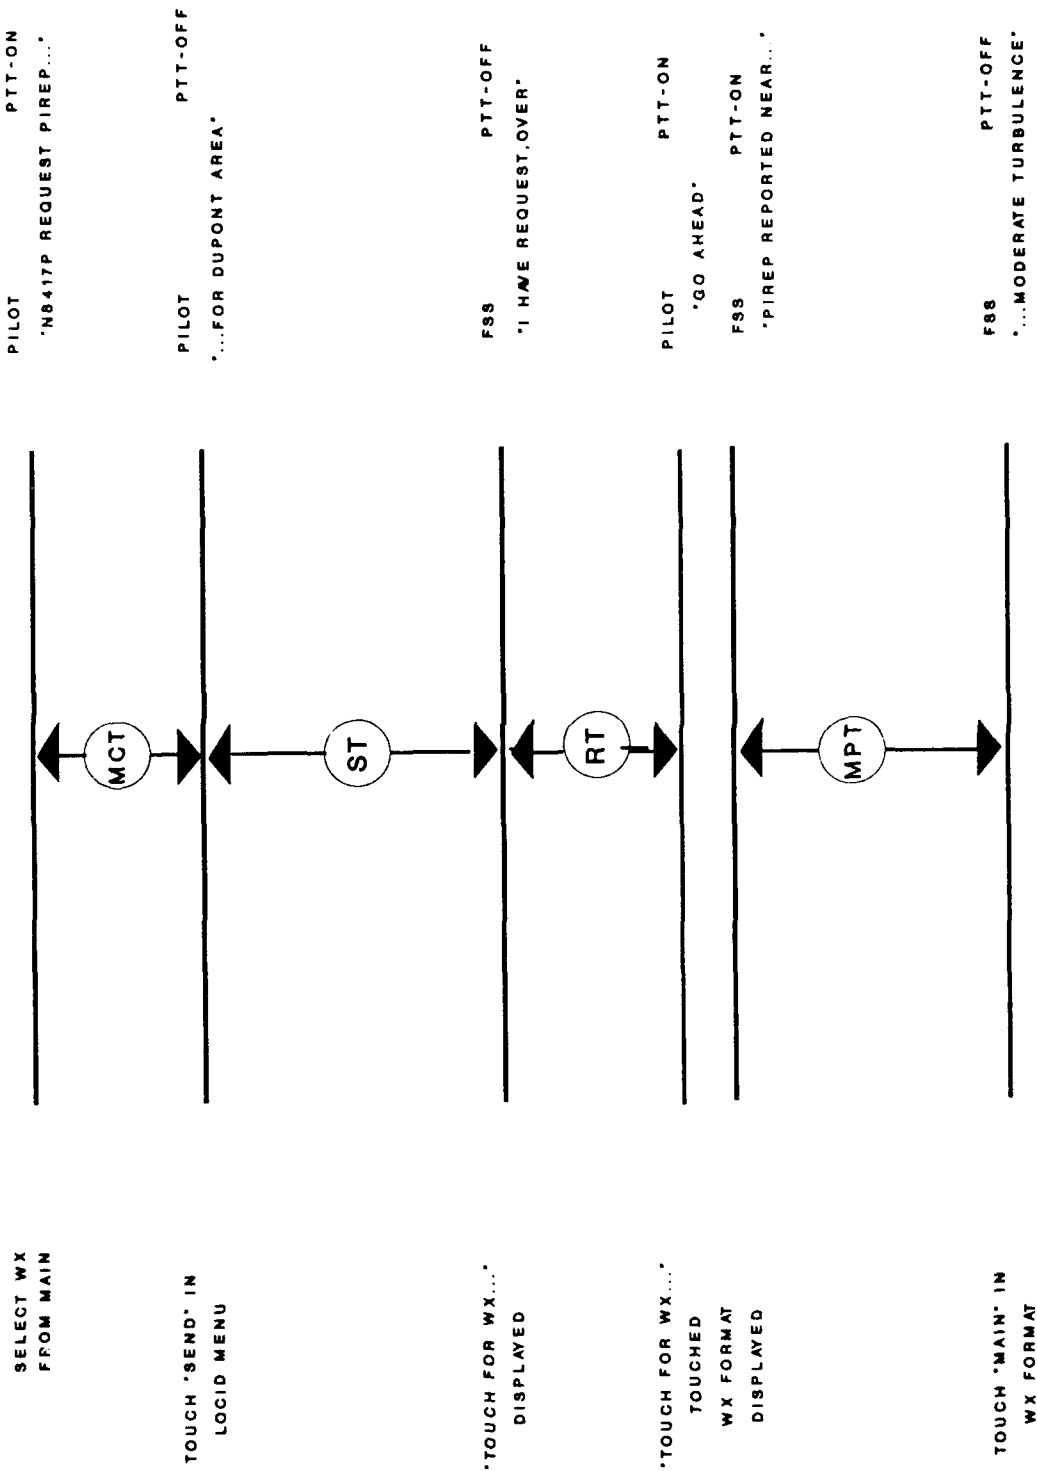 SELECT WX
FROM MAIN
PILOT PTT-ON
"N8417P REQUEST PIREP..."
MCT
TOUCH "SEND" IN
LOCID MENU
PILOT PTT-OFF
"...FOR DUPONT AREA"
ST
"TOUCH FOR WX..."
DISPLAYED
FSS PTT-OFF
"I HAVE REQUEST,OVER"
RT
"TOUCH FOR WX..."
TOUCHED
PILOT PTT-ON
"GO AHEAD"
WX FORMAT
DISPLAYED
FSS PTT-ON
"PIREP REPORTED NEAR..."
MPT
TOUCH "MAIN" IN
WX FORMAT
FSS PTT-OFF
"...MODERATE TURBULENCE"